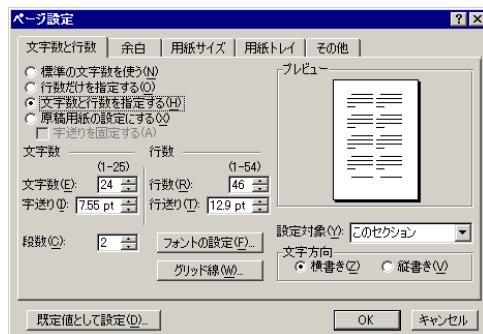 ページ設定
文字数と行数 余白 用紙サイズ 用紙トレイ その他
標準の文字数を使う(N)
行数だけを指定する(O)
文字数と行数を指定する(H)
原稿用紙の設定にする(X)
字送りを固定する(A)
プレビュー
文字数 行数
(1-25) (1-54)
文字数(E): 24 行数(R): 46
字送り(I): 7.55 pt 行送り(T): 12.9 pt
段数(C): 2 フォントの設定(F)...
グリッド線(W)...
設定対象(Y): このセクション
文字方向
横書き(Z) 縦書き(V)
既定値として設定(D)... OK キャンセル